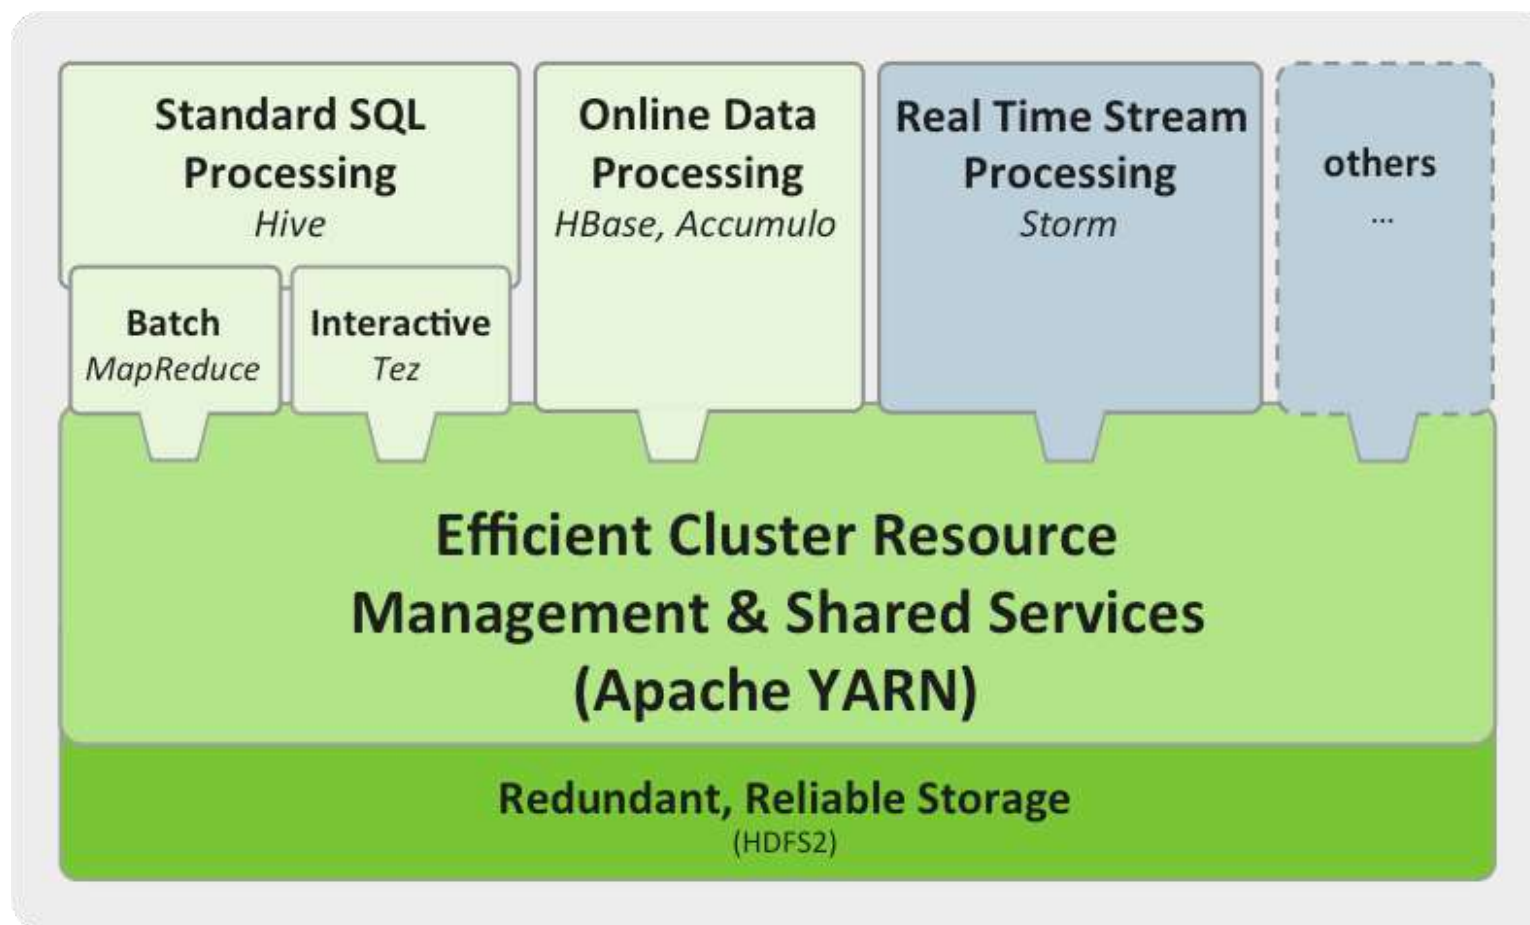 Standard SQL
Processing
Hive
Batch
MapReduce
Interactive
Tez
Online Data
Processing
HBase, Accumulo
Real Time Stream
Processing
Storm
others
...
Efficient Cluster Resource
Management & Shared Services
(Apache YARN)
Redundant, Reliable Storage
(HDFS2)